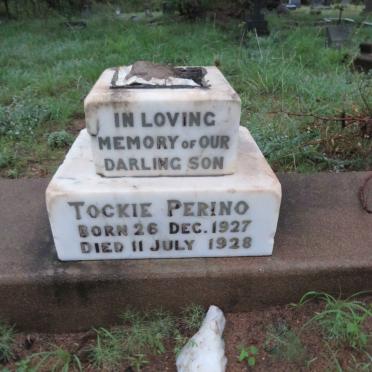 IN LOVING
MEMORY OF OUR
DARLING SON
TOCKIE PERINO
BORN 26 DEC. 1927
DIED 11 JULY 1928